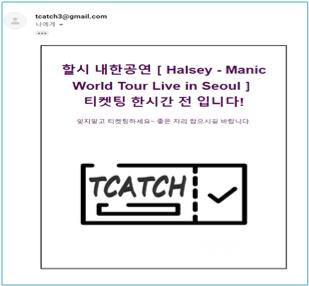 tcatch3@gmail.com
나에게
할시 내한공연 [ Halsey - Manic
World Tour Live in Seoul ]
티켓팅 한시간 전 입니다!
잊지말고 티켓팅하세요~ 좋은 자리 잡으시길 바랍니다
TCATCH